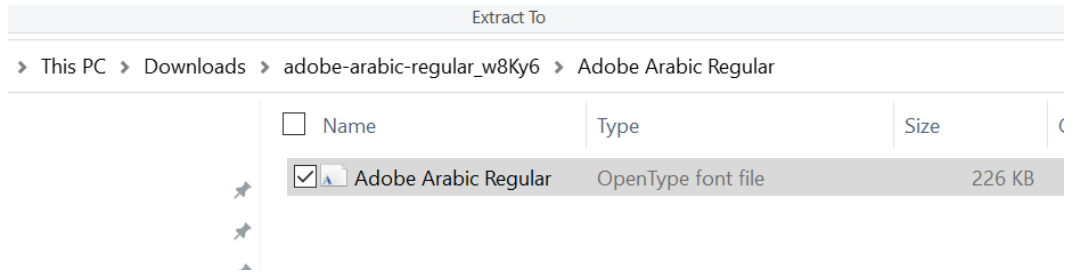 Extract To
This PC > Downloads > adobe-arabic-regular_w8Ky6 > Adobe Arabic Regular
Name Type Size
Adobe Arabic Regular OpenType font file 226 KB